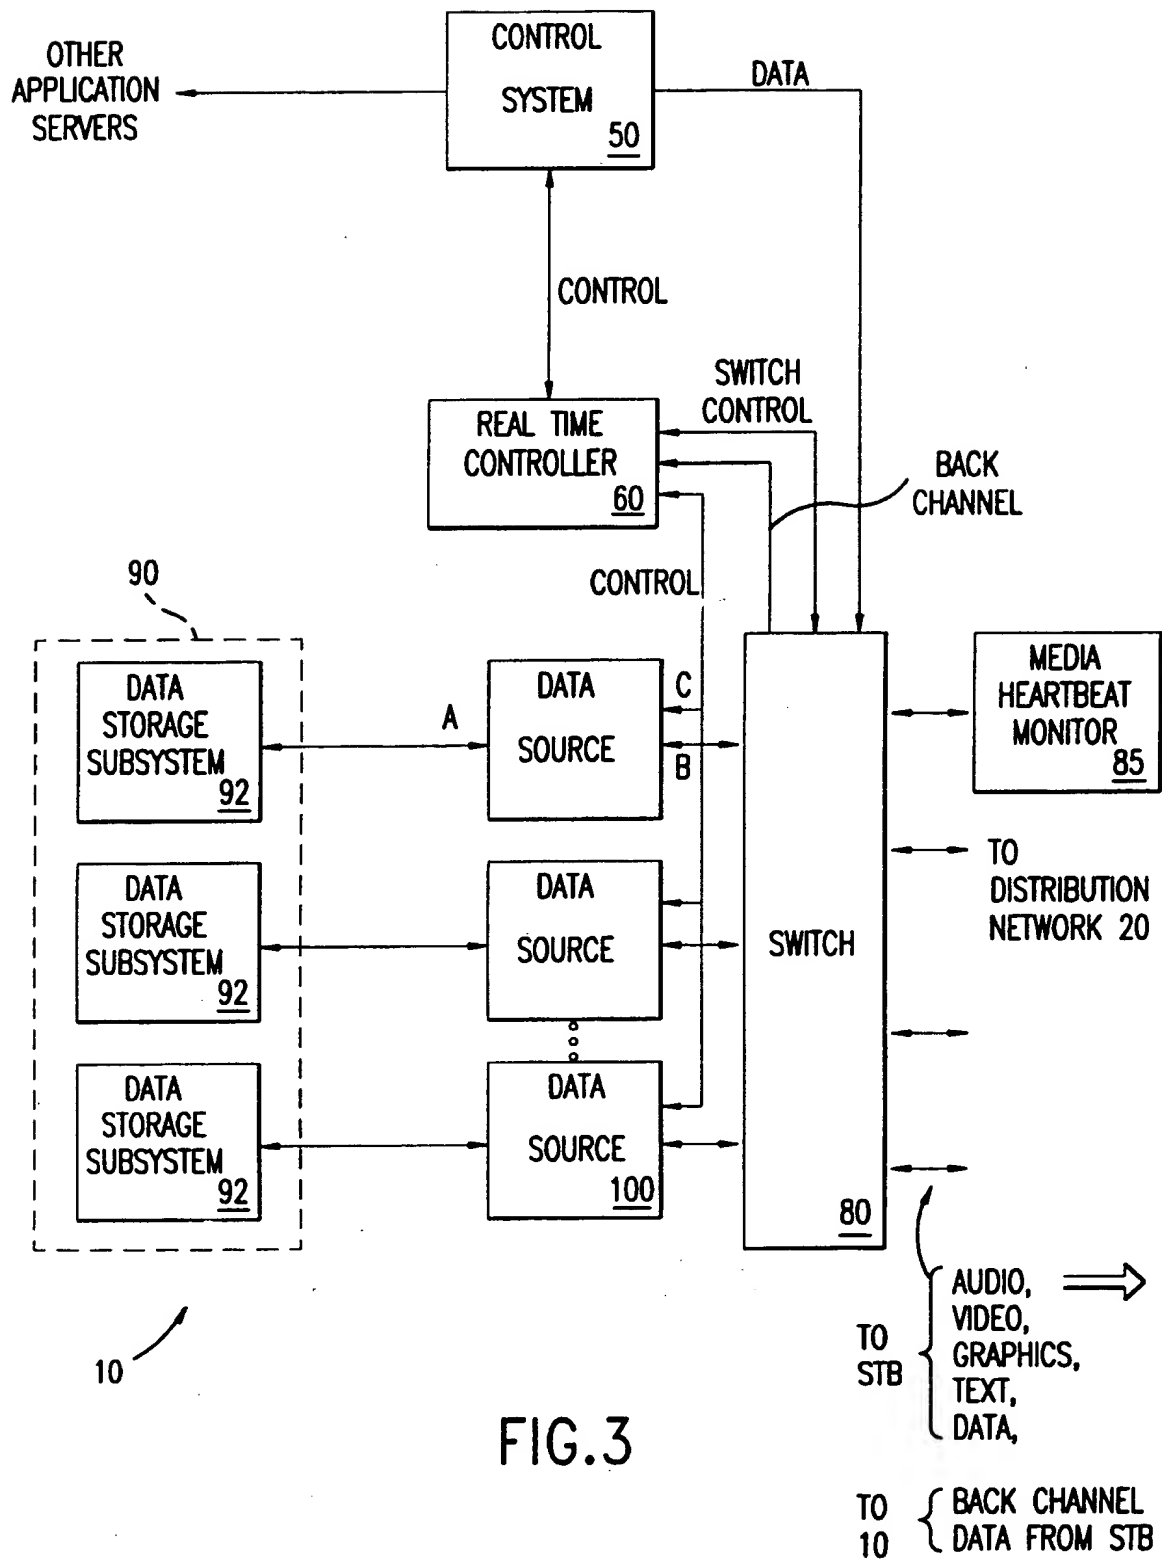 OTHER
APPLICATION
SERVERS
CONTROL
SYSTEM
50
DATA
CONTROL
SWITCH
CONTROL
REAL TIME
CONTROLLER
60
BACK
CHANNEL
CONTROL
90
DATA
STORAGE
SUBSYSTEM
92
A
DATA
SOURCE
C
B
MEDIA
HEARTBEAT
MONITOR
85
DATA
STORAGE
SUBSYSTEM
92
DATA
SOURCE
SWITCH
80
TO
DISTRIBUTION
NETWORK 20
DATA
STORAGE
SUBSYSTEM
92
DATA
SOURCE
100
10
TO
STB
AUDIO,
VIDEO,
GRAPHICS,
TEXT,
DATA,
FIG.3
TO
10
BACK CHANNEL
DATA FROM STB